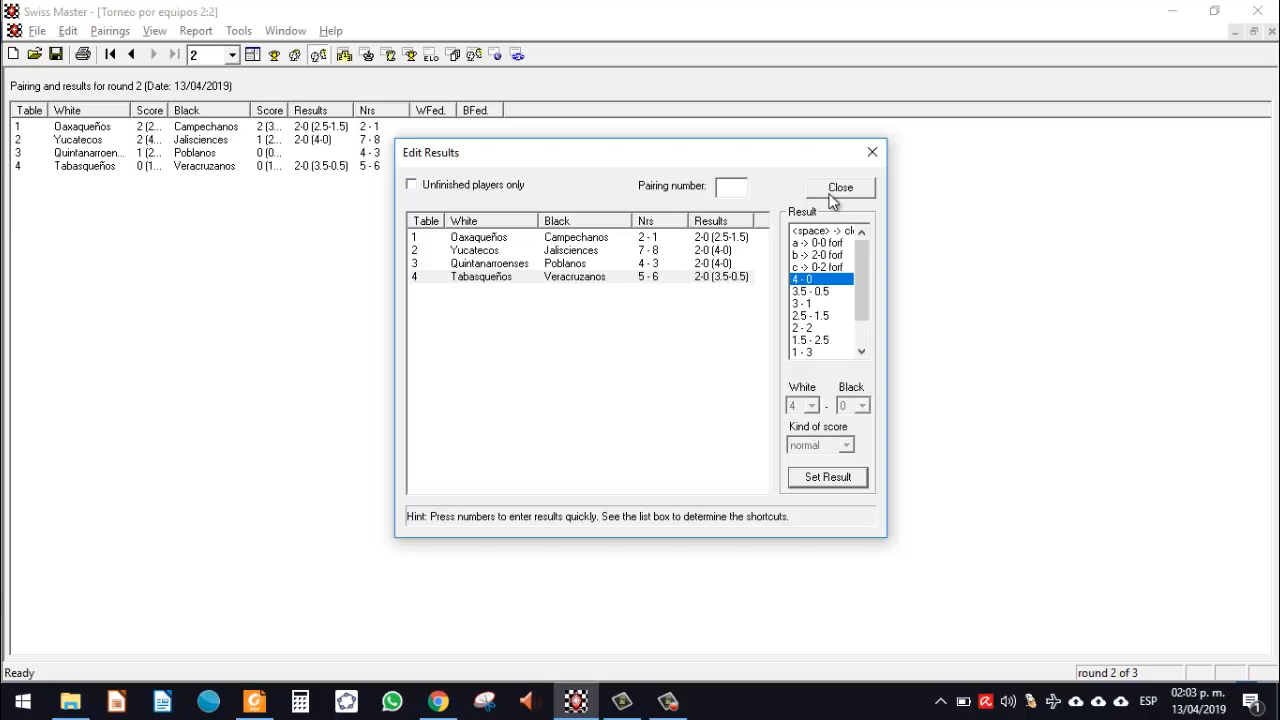 Swiss Master - [Torneo por equipos 2:2]
File Edit Pairings View Report Tools Window Help
2 ELO
Pairing and results for round 2 (Date: 13/04/2019)
Table White Score Black Score Results Nrs WFed. BFed.
1 Oaxaqueños 2 (2... Campechanos 2 (3... 2-0 (2.5-1.5) 2 - 1
2 Yucatecos 2 (4... Jalisciences 1 (2... 2-0 (4-0) 7 - 8
3 Quintanarroen... 1 (2... Poblanos 0 (0... 4 - 3
4 Tabasqueños 0 (1... Veracruzanos 0 (1... 2-0 (3.5-0.5) 5 - 6
Edit Results
Unfinished players only Pairing number: Close
Result
Table White Black Nrs Results
1 Oaxaqueños Campechanos 2 - 1 2-0 (2.5-1.5)
2 Yucatecos Jalisciences 7 - 8 2-0 (4-0)
3 Quintanarroenses Poblanos 4 - 3 2-0 (4-0)
4 Tabasqueños Veracruzanos 5 - 6 2-0 (3.5-0.5)
<space> -> cl
a -> 0-0 forf
b -> 2-0 forf
c -> 0-2 forf
4 - 0
3.5 - 0.5
3 - 1
2.5 - 1.5
2 - 2
1.5 - 2.5
1 - 3
White Black
4 - 0
Kind of score
normal
Set Result
Hint: Press numbers to enter results quickly. See the list box to determine the shortcuts.
Ready round 2 of 3
ESP 02:03 p. m.
13/04/2019 1